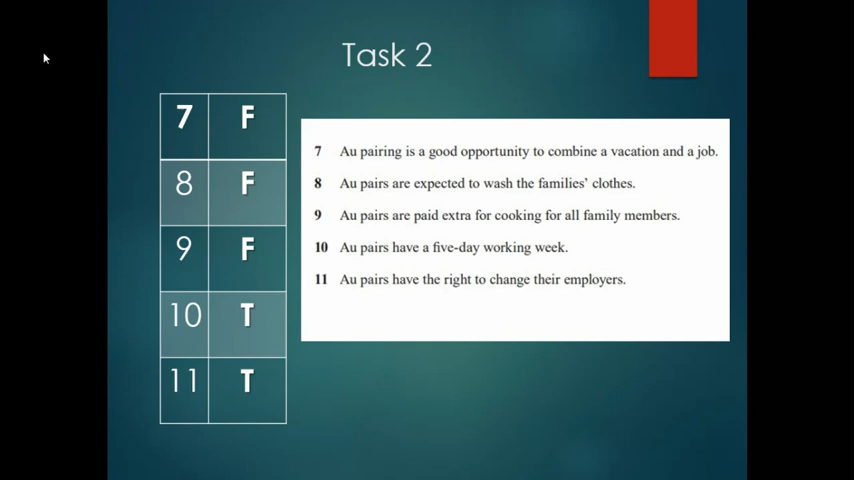 Task 2
7 F
8 F
9 F
10 T
11 T
7 Au pairing is a good opportunity to combine a vacation and a job.
8 Au pairs are expected to wash the families’ clothes.
9 Au pairs are paid extra for cooking for all family members.
10 Au pairs have a five-day working week.
11 Au pairs have the right to change their employers.